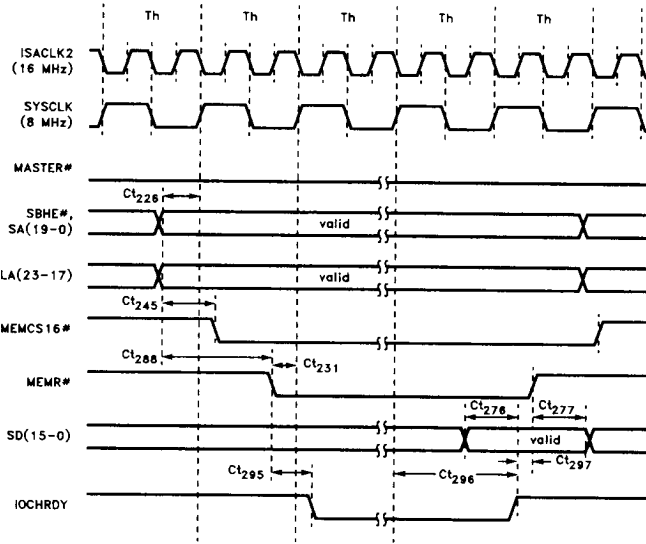 Th Th Th Th Th
ISACLK2
(16 MHz)
SYSCLK
(8 MHz)
MASTER#
Ct226
SBHE#,
SA(19-0)
valid
LA(23-17)
valid
Ct245
MEMCS16#
Ct288
Ct231
MEMR#
Ct276
Ct277
SD(15-0)
valid
Ct295
Ct296
Ct297
IOCHRDY